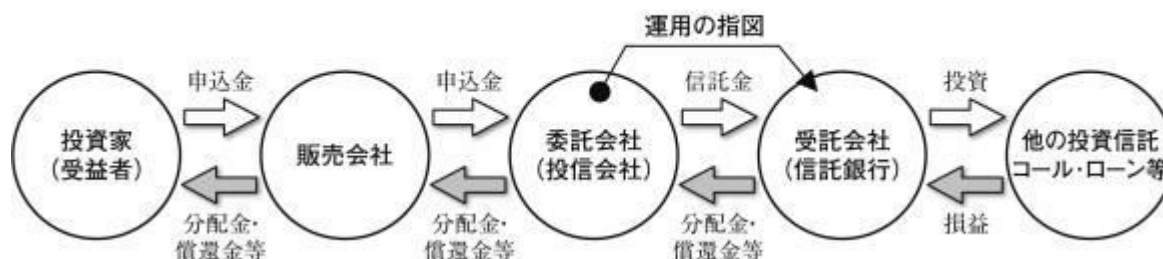 運用の指図
申込金
申込金
信託金
投資
投資家
(受益者)
販売会社
委託会社
(投信会社)
受託会社
(信託銀行)
他の投資信託
コール・ローン等
分配金・
償還金等
分配金・
償還金等
分配金・
償還金等
損益